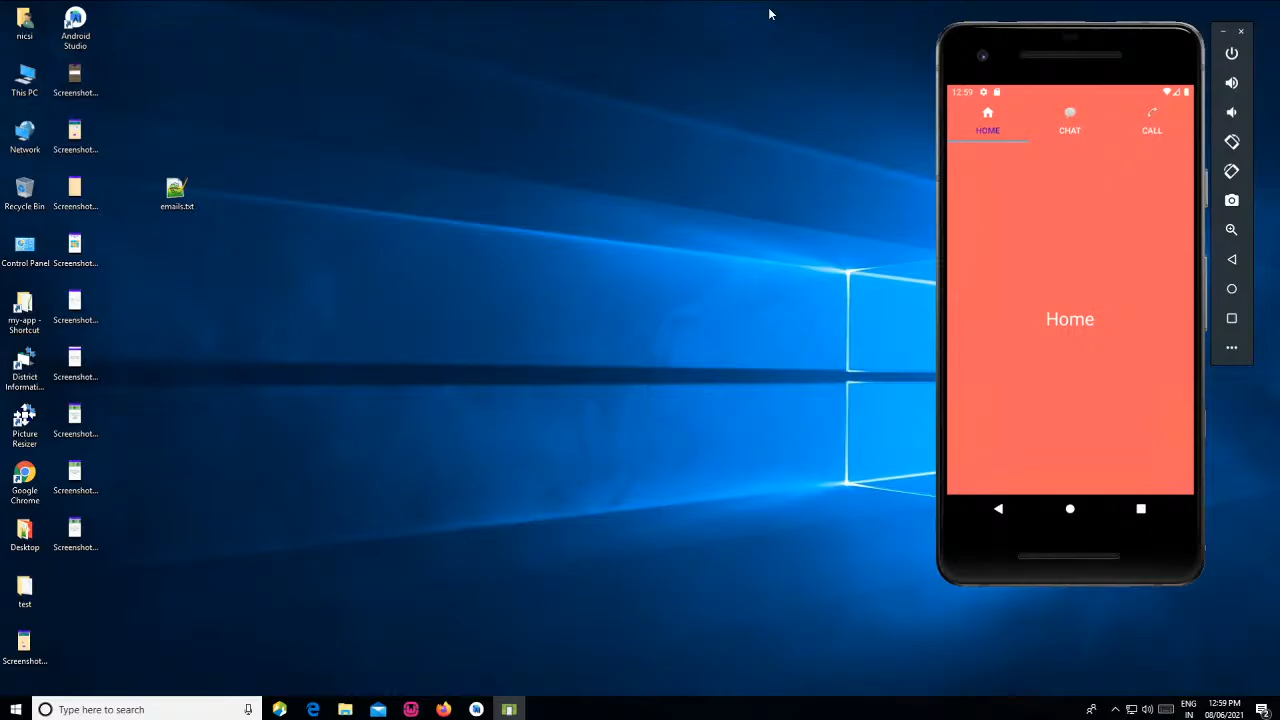 nicsi
Android
Studio
This PC
Screenshot...
Network
Screenshot...
Recycle Bin
Screenshot...
emails.txt
Control Panel
Screenshot...
my-app -
Shortcut
Screenshot...
District
Informati...
Screenshot...
Picture
Resizer
Screenshot...
Google
Chrome
Screenshot...
Desktop
Screenshot...
test
Screenshot...
12:59
HOME
CHAT
CALL
Home
Type here to search
ENG
IN
12:59 PM
08/06/2021
2